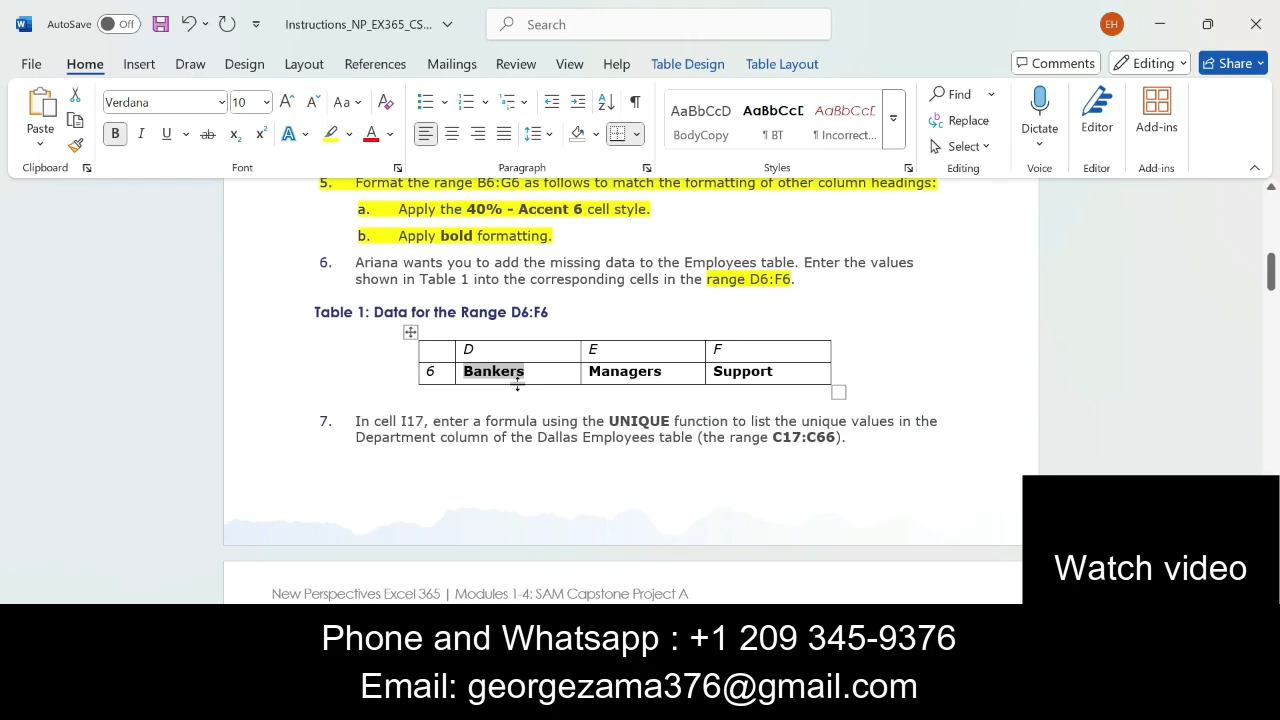 AutoSave Off Instructions_NP_EX365_CS... Search EH
File Home Insert Draw Design Layout References Mailings Review View Help Table Design Table Layout Comments Editing Share
Paste Verdana 10 Aa AaBbCcD AaBbCcD AaBbCcD Find Replace Select Dictate Editor Add-ins
B I U ab x₂ x² A A BodyCopy ¶ BT ¶ Incorrect...
Clipboard Font Paragraph Styles Editing Voice Editor Add-ins
5. Format the range B6:G6 as follows to match the formatting of other column headings:
a. Apply the 40% - Accent 6 cell style.
b. Apply bold formatting.
6. Ariana wants you to add the missing data to the Employees table. Enter the values
shown in Table 1 into the corresponding cells in the range D6:F6.
Table 1: Data for the Range D6:F6
D E F
6 Bankers Managers Support
7. In cell I17, enter a formula using the UNIQUE function to list the unique values in the
Department column of the Dallas Employees table (the range C17:C66).
New Perspectives Excel 365 | Modules 1-4: SAM Capstone Project A
Watch video
Phone and Whatsapp : +1 209 345-9376
Email: georgezama376@gmail.com